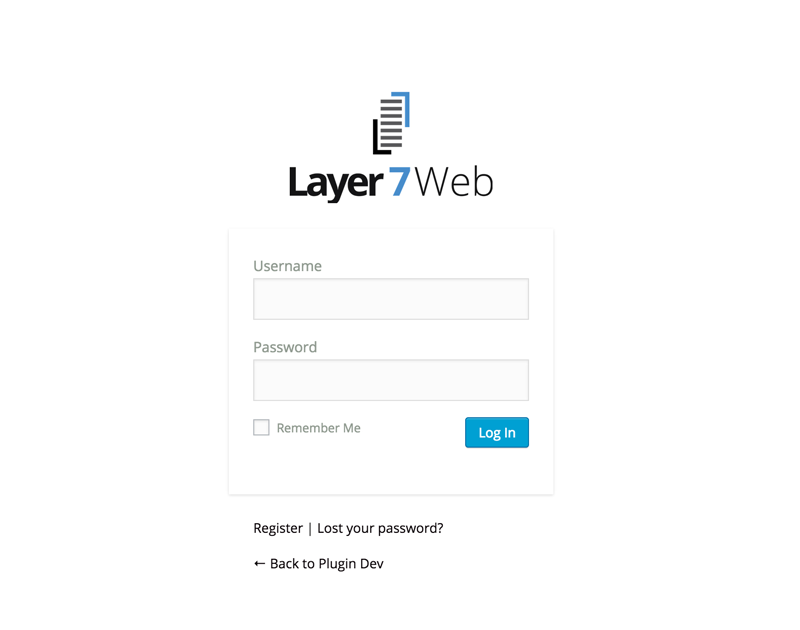 Layer 7 Web
Username
Password
Remember Me
Log In
Register | Lost your password?
← Back to Plugin Dev